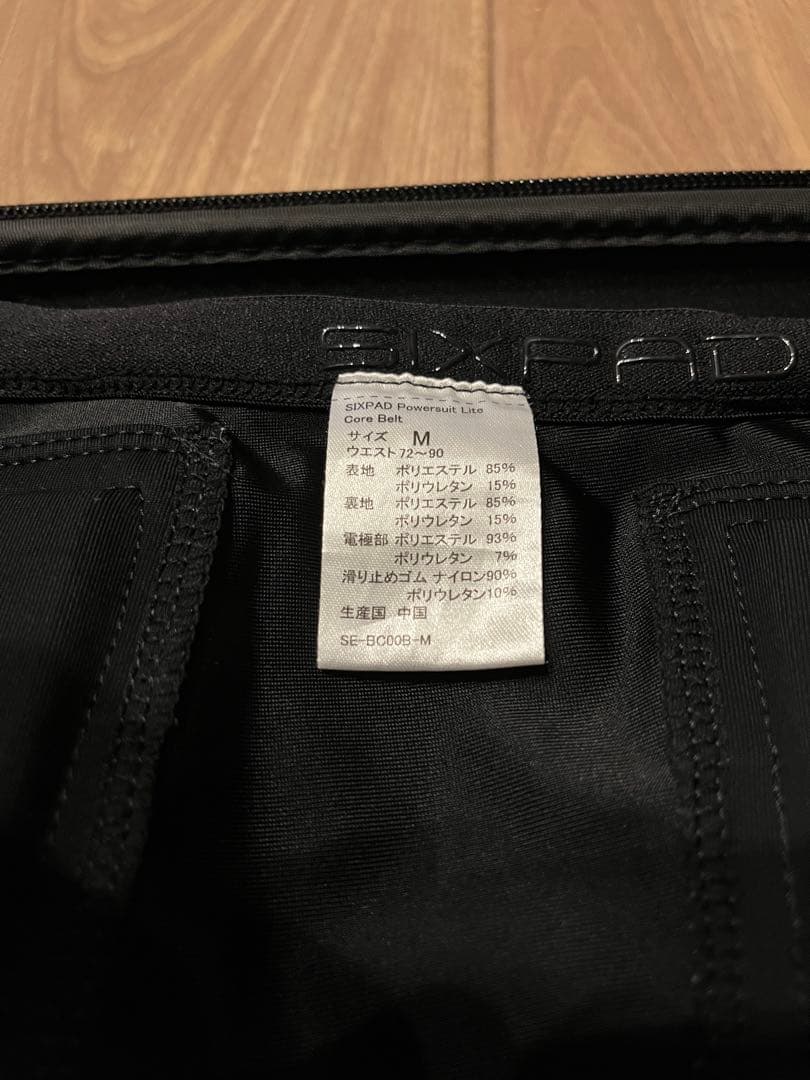 SIXPAD
SIXPAD Powersuit Lite
Core Belt
サイズ M
ウエスト72〜90
表地 ポリエステル 85%
ポリウレタン 15%
裏地 ポリエステル 85%
ポリウレタン 15%
電極部 ポリエステル 93%
ポリウレタン 7%
滑り止めゴム ナイロン90%
ポリウレタン10%
生産国 中国
SE-BC00B-M